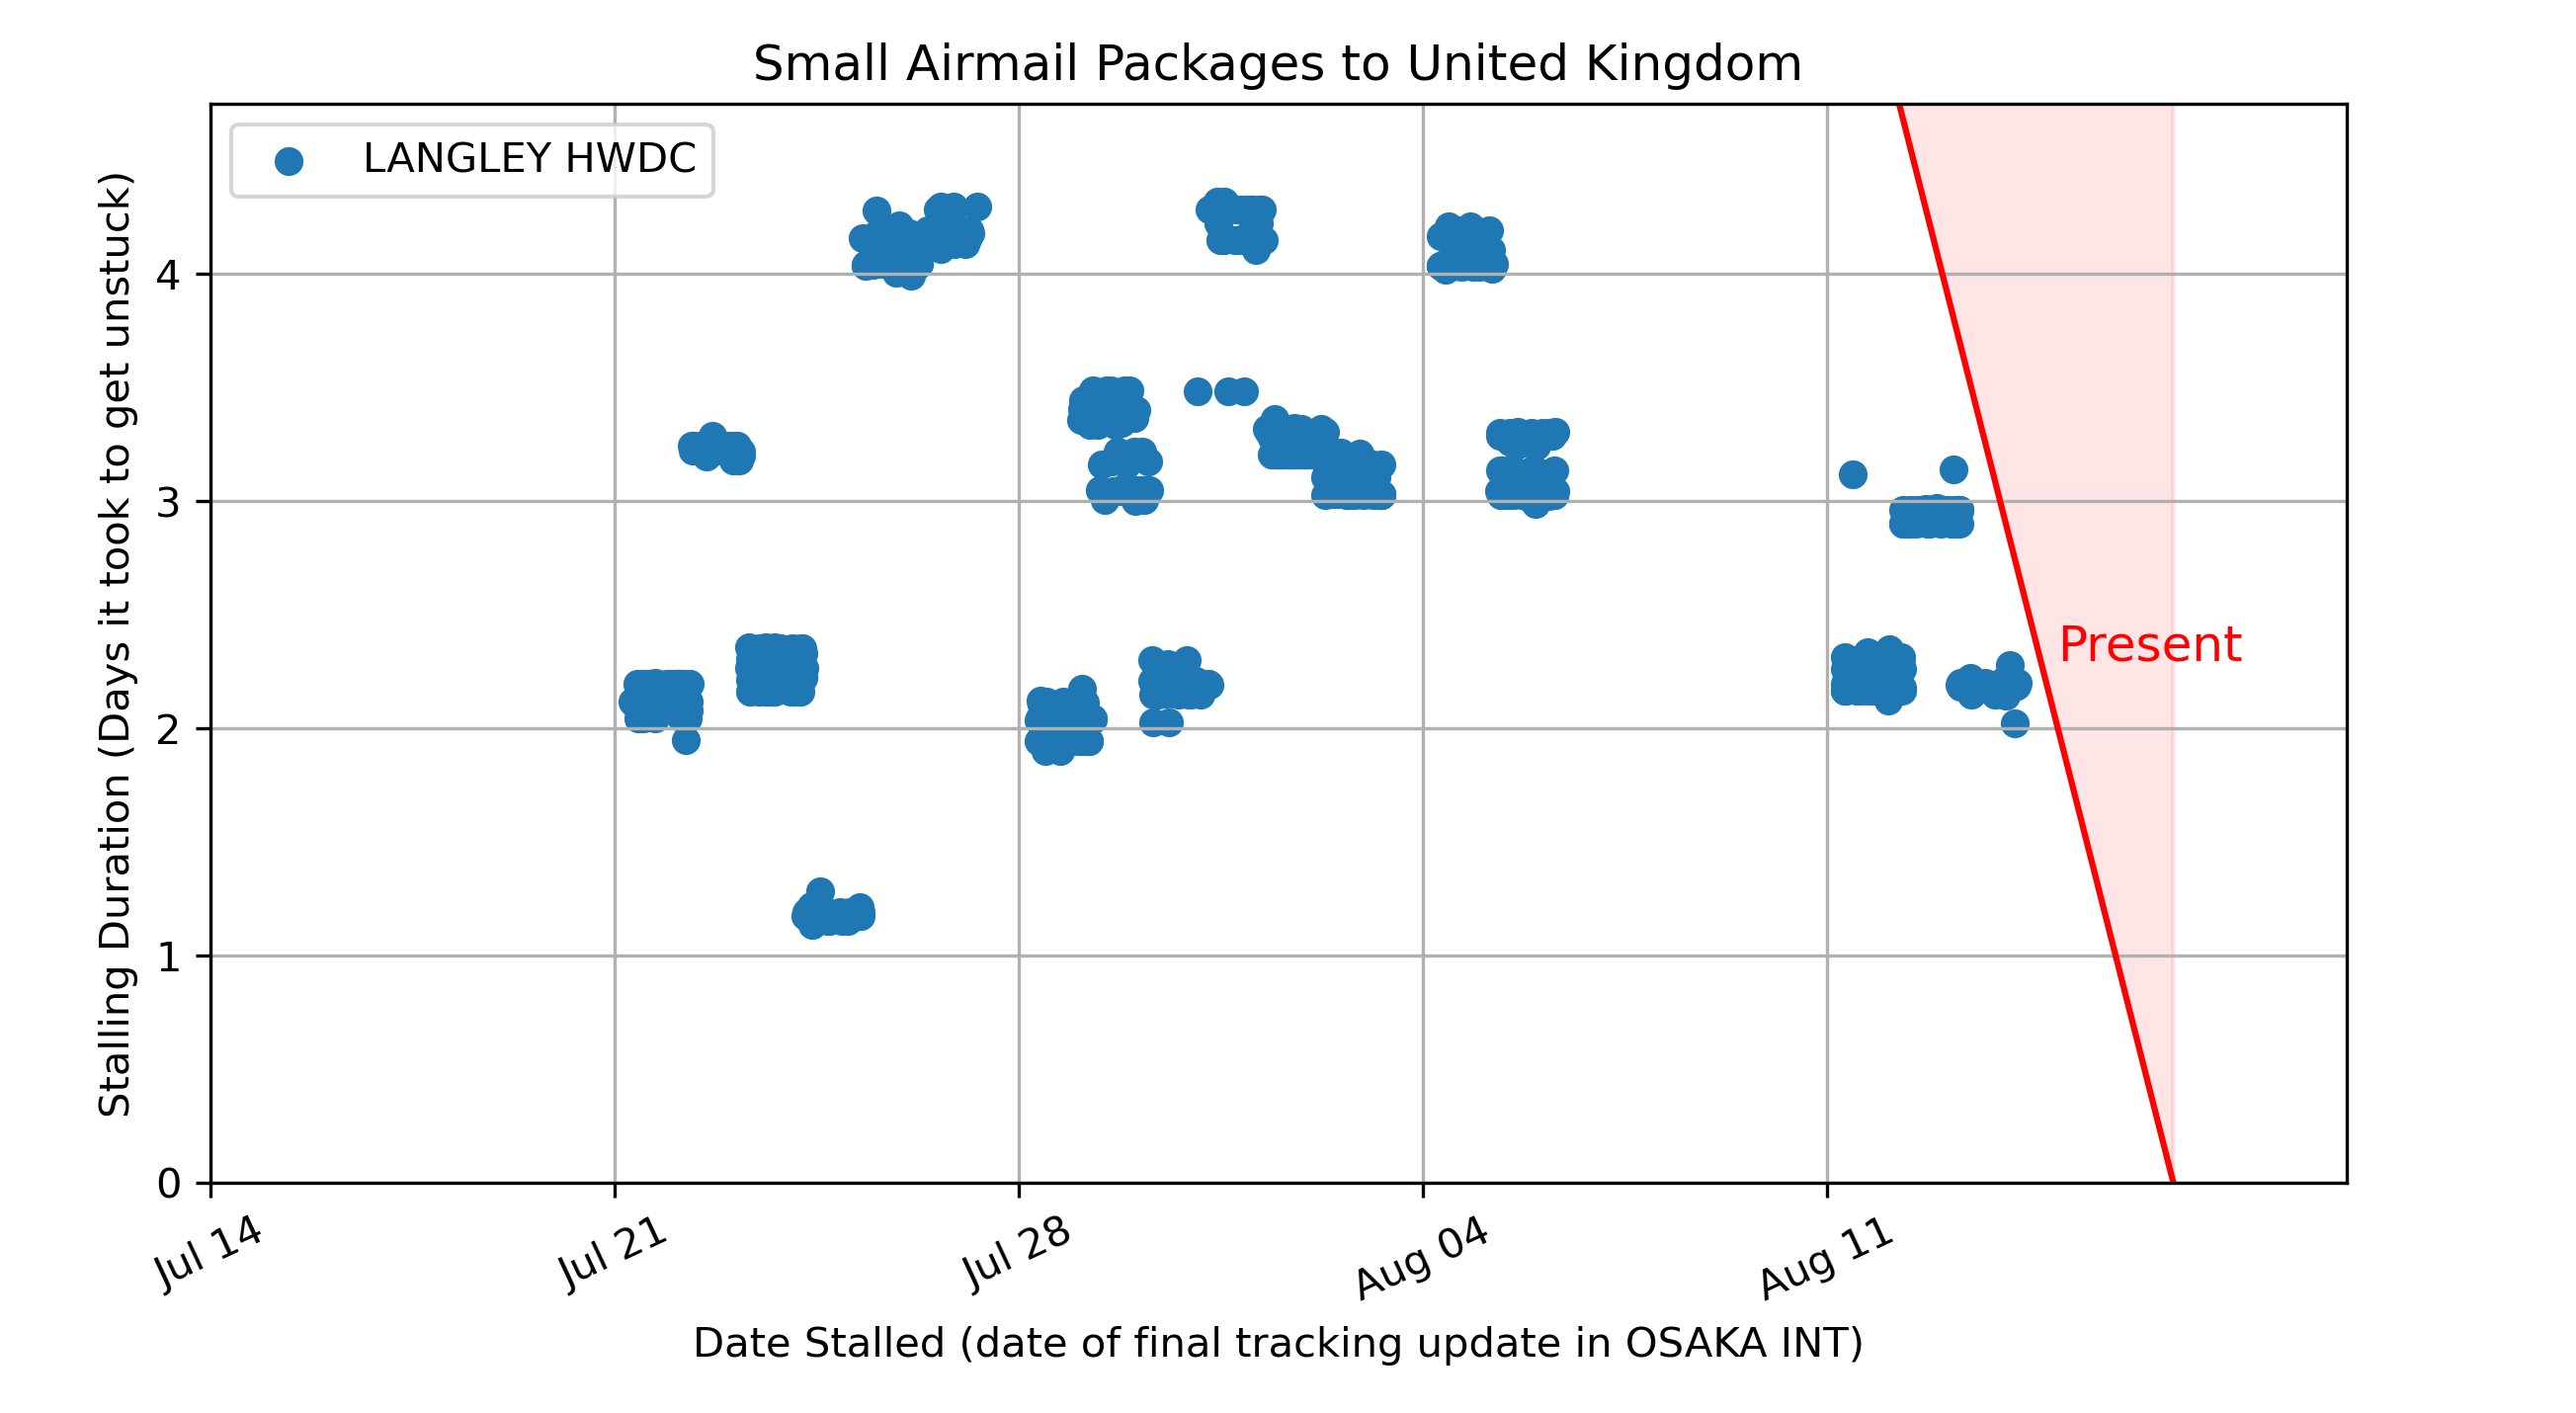 Small Airmail Packages to United Kingdom
LANGLEY HWDC
Stalling Duration (Days it took to get unstuck)
4
3
2
1
0
Present
Jul 14
Jul 21
Jul 28
Aug 04
Aug 11
Date Stalled (date of final tracking update in OSAKA INT)